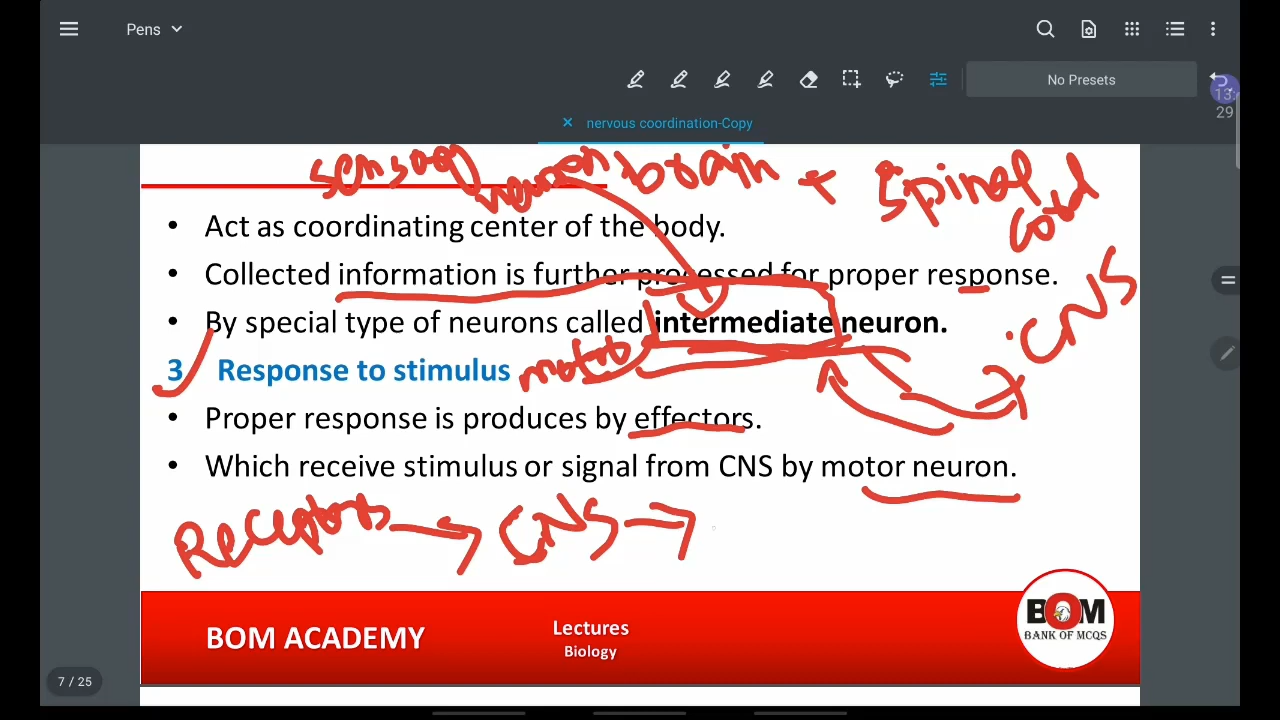 Pens
No Presets
13:
29
nervous coordination-Copy
sensory neuron brain + Spinal cord
Act as coordinating center of the body.
Collected information is further processed for proper response.
CNS
By special type of neurons called intermediate neuron.
3 Response to stimulus motor
Proper response is produces by effectors.
Which receive stimulus or signal from CNS by motor neuron.
Receptors → CNS →
BOM ACADEMY
Lectures
Biology
BOM
BANK OF MCQS
7 / 25